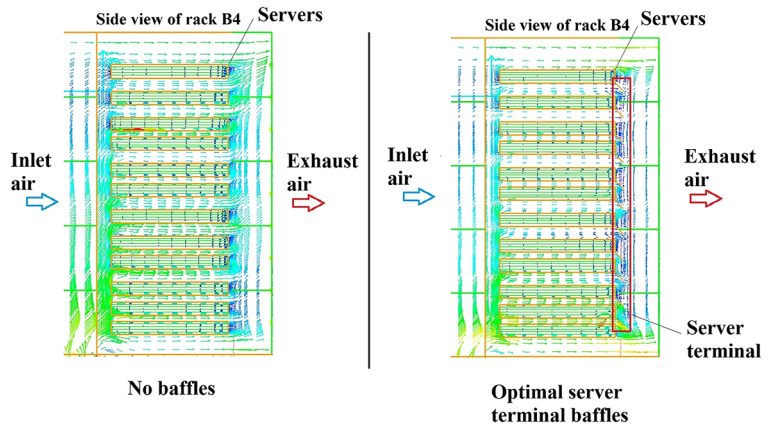 Side view of rack B4
Servers
Inlet
air
Exhaust
air
No baffles
Side view of rack B4
Servers
Inlet
air
Exhaust
air
Server
terminal
Optimal server
terminal baffles